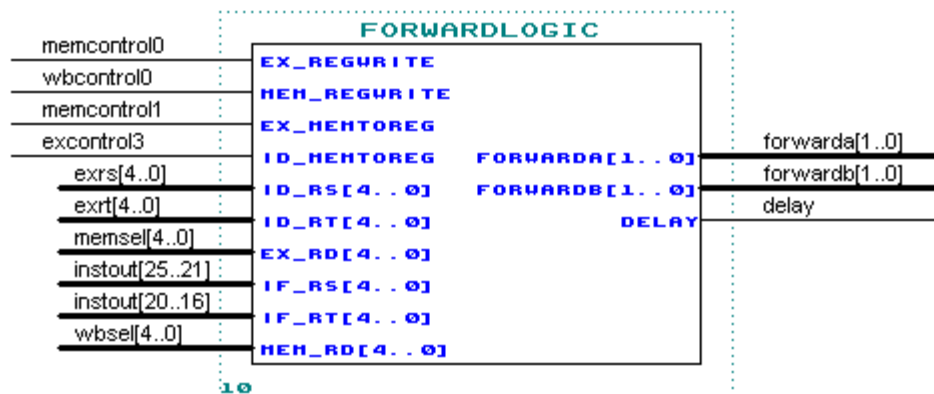 FORWARDLOGIC
memcontrol0
EX_REGWRITE
wbcontrol0
MEM_REGWRITE
memcontrol1
EX_MEMTOREG
excontrol3
ID_MEMTOREG FORWARDA[1..0] forwarda[1..0]
exrs[4..0]
ID_RS[4..0] FORWARDB[1..0] forwardb[1..0]
exrt[4..0]
ID_RT[4..0] DELAY delay
memsel[4..0]
EX_RD[4..0]
instout[25..21]
IF_RS[4..0]
instout[20..16]
IF_RT[4..0]
wbsel[4..0]
MEM_RD[4..0]
10